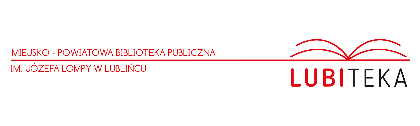 MIEJSKO - POWIATOWA BIBLIOTEKA PUBLICZNA
IM. JÓZEFA LOMPY W LUBLIŃCU
LUBITEKA